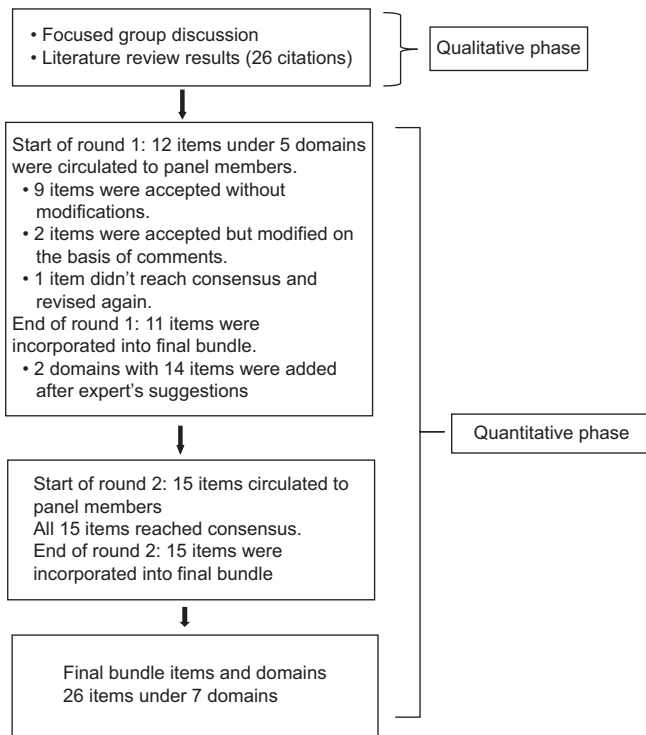 • Focused group discussion
• Literature review results (26 citations)
Qualitative phase
Start of round 1: 12 items under 5 domains
were circulated to panel members.
• 9 items were accepted without
modifications.
• 2 items were accepted but modified on
the basis of comments.
• 1 item didn’t reach consensus and
revised again.
End of round 1: 11 items were
incorporated into final bundle.
• 2 domains with 14 items were added
after expert’s suggestions
Quantitative phase
Start of round 2: 15 items circulated to
panel members
All 15 items reached consensus.
End of round 2: 15 items were
incorporated into final bundle
Final bundle items and domains
26 items under 7 domains